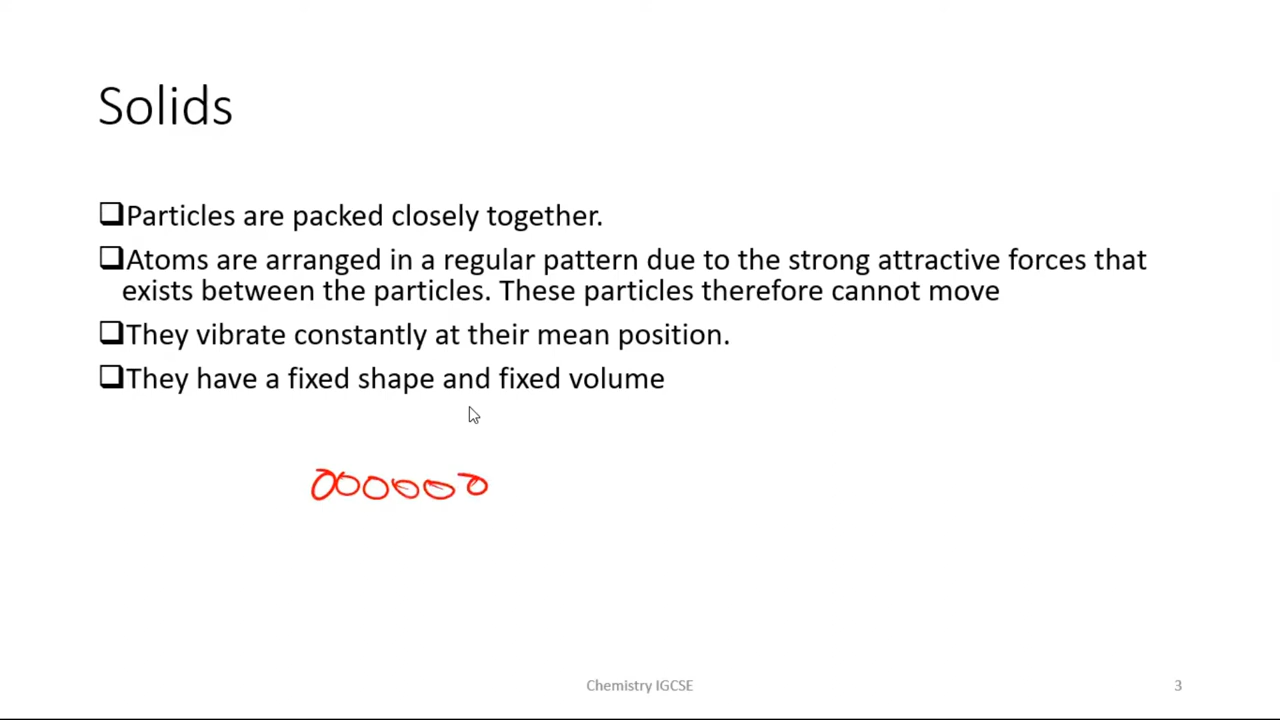 Solids
❑Particles are packed closely together.
❑Atoms are arranged in a regular pattern due to the strong attractive forces that
exists between the particles. These particles therefore cannot move
❑They vibrate constantly at their mean position.
❑They have a fixed shape and fixed volume
Chemistry IGCSE
3